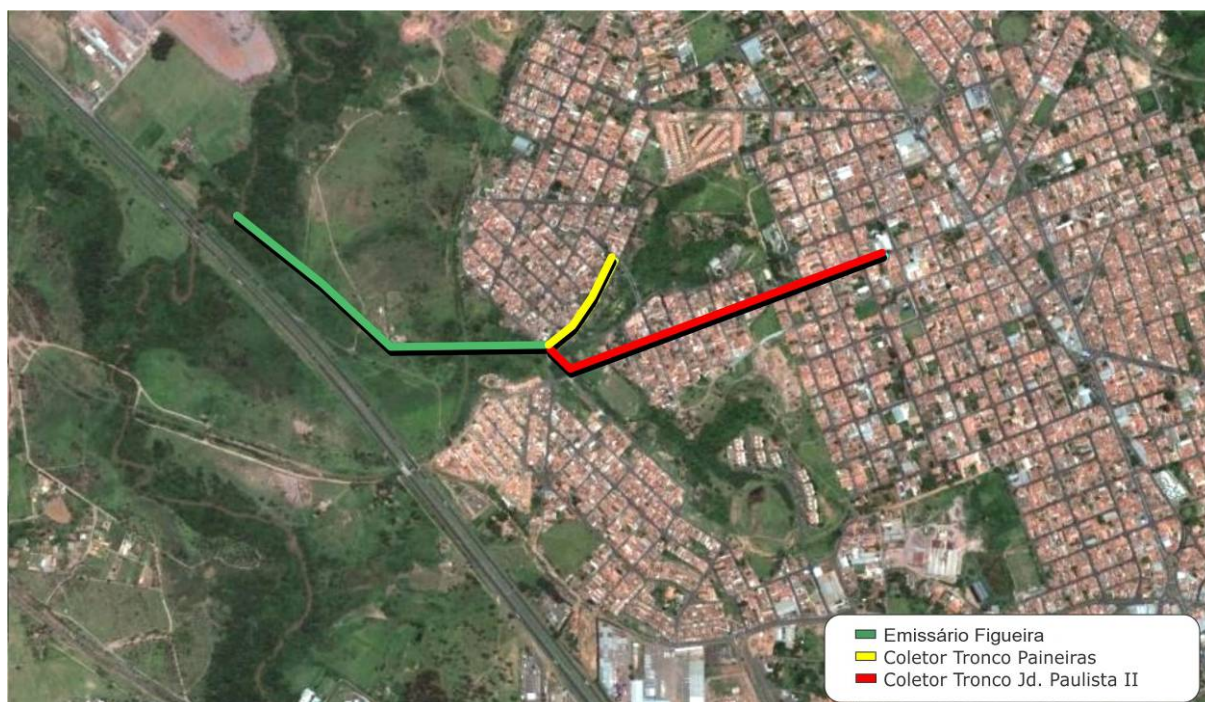 Emissário Figueira
Coletor Tronco Paineiras
Coletor Tronco Jd. Paulista II